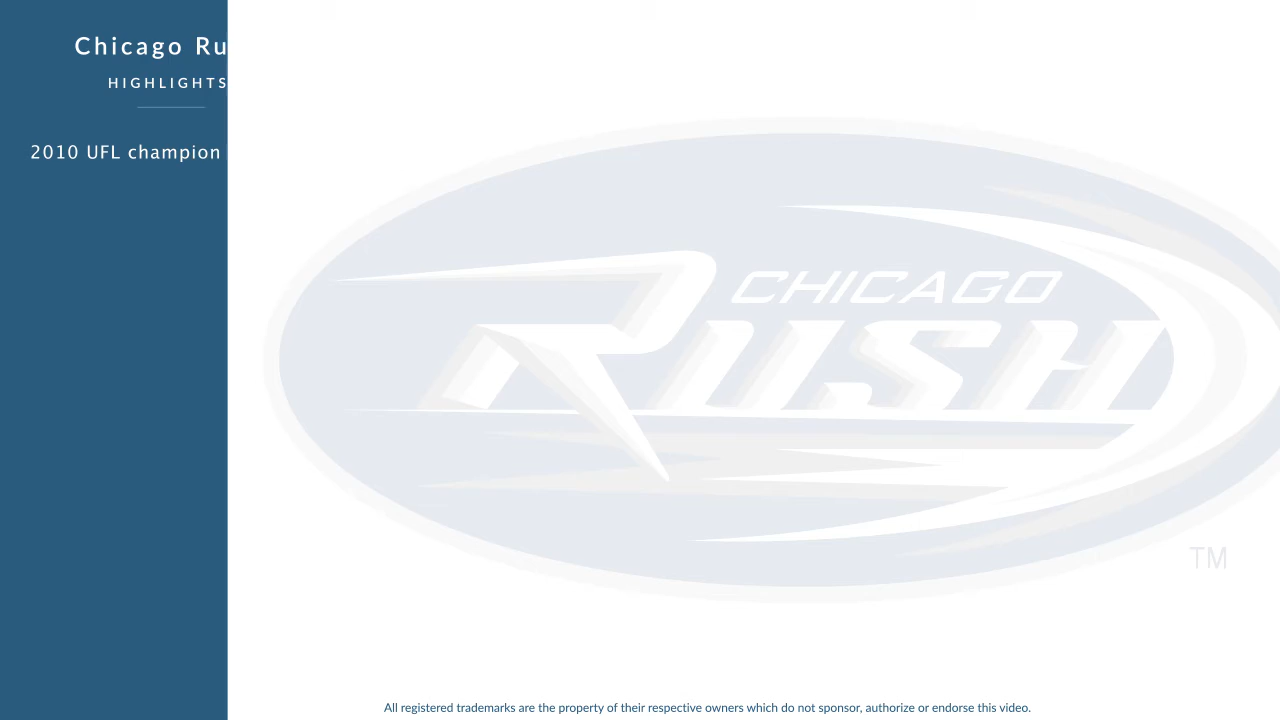 Chicago Ru
HIGHLIGHTS
2010 UFL champion
CHICAGO
RUSH
TM
All registered trademarks are the property of their respective owners which do not sponsor, authorize or endorse this video.